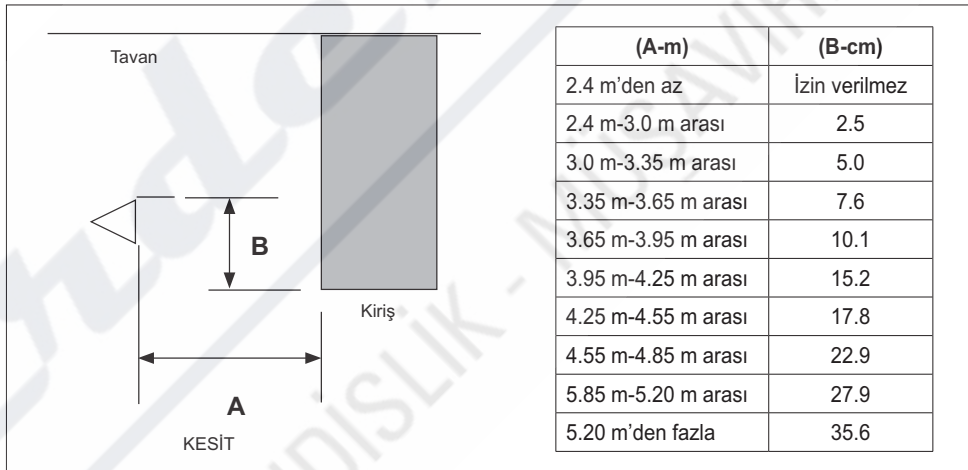 Tavan
B
Kiriş
A
KESİT
(A-m) (B-cm)
2.4 m’den az İzin verilmez
2.4 m-3.0 m arası 2.5
3.0 m-3.35 m arası 5.0
3.35 m-3.65 m arası 7.6
3.65 m-3.95 m arası 10.1
3.95 m-4.25 m arası 15.2
4.25 m-4.55 m arası 17.8
4.55 m-4.85 m arası 22.9
5.85 m-5.20 m arası 27.9
5.20 m’den fazla 35.6